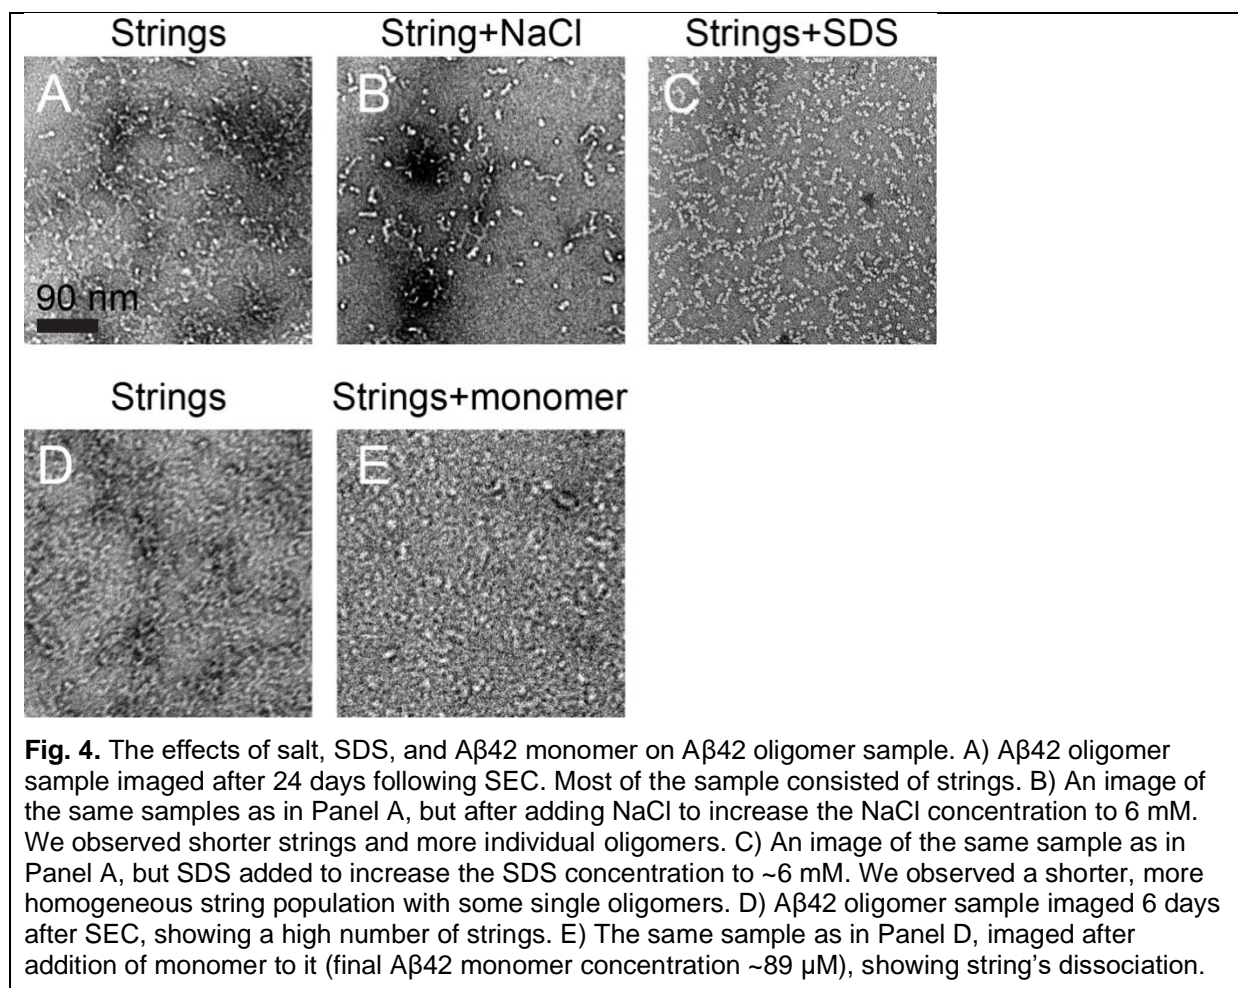 Strings
String+NaCl
Strings+SDS
A
B
C
90 nm
Strings
Strings+monomer
D
E
Fig. 4. The effects of salt, SDS, and Aβ42 monomer on Aβ42 oligomer sample. A) Aβ42 oligomer
sample imaged after 24 days following SEC. Most of the sample consisted of strings. B) An image of
the same samples as in Panel A, but after adding NaCl to increase the NaCl concentration to 6 mM.
We observed shorter strings and more individual oligomers. C) An image of the same sample as in
Panel A, but SDS added to increase the SDS concentration to ~6 mM. We observed a shorter, more
homogeneous string population with some single oligomers. D) Aβ42 oligomer sample imaged 6 days
after SEC, showing a high number of strings. E) The same sample as in Panel D, imaged after
addition of monomer to it (final Aβ42 monomer concentration ~89 µM), showing string's dissociation.